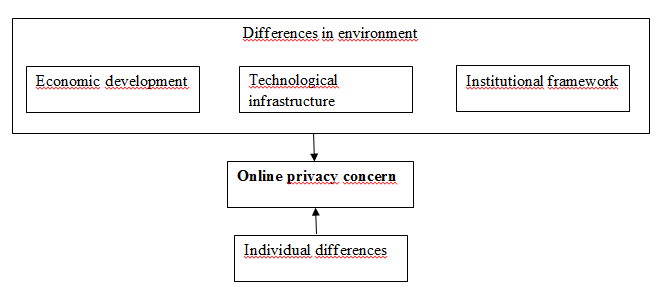 Differences in environment
Economic development
Technological
infrastructure
Institutional framework
Online privacy concern
Individual differences